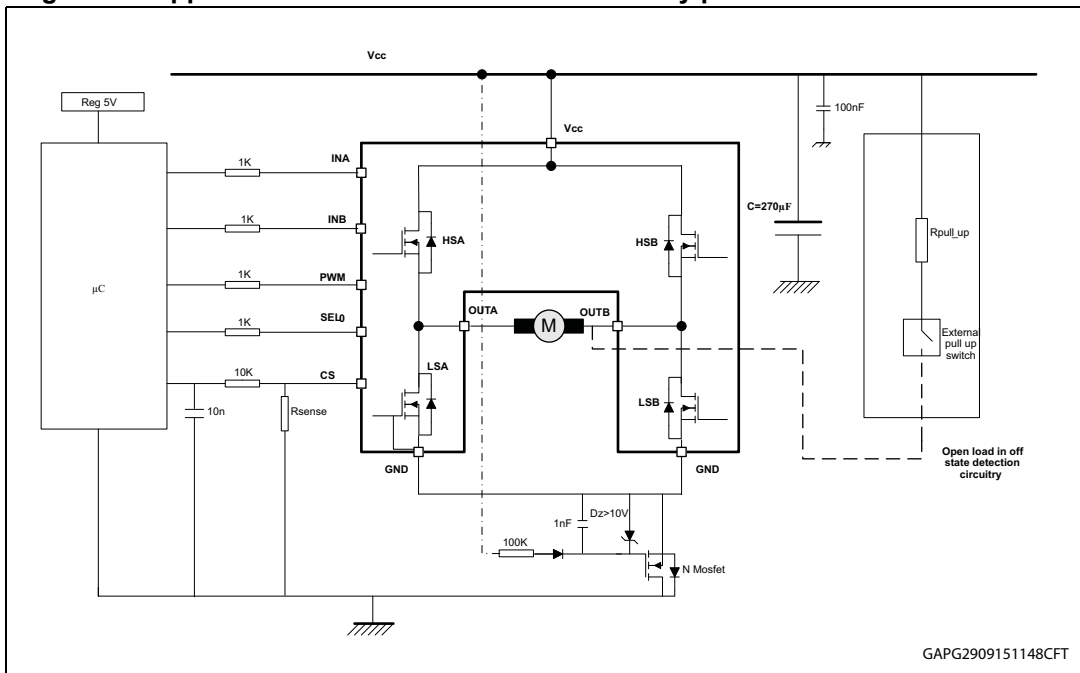 Vcc
Reg 5V
100nF
Vcc
1K
INA
C=270µF
1K
INB
HSA
HSB
Rpull_up
µC
1K
PWM
OUTA
M
OUTB
1K
SEL0
External
pull up
switch
LSA
10K
CS
LSB
10n
Rsense
GND
GND
Open load in off
state detection
circuitry
1nF
Dz>10V
100K
N Mosfet
GAPG2909151148CFT